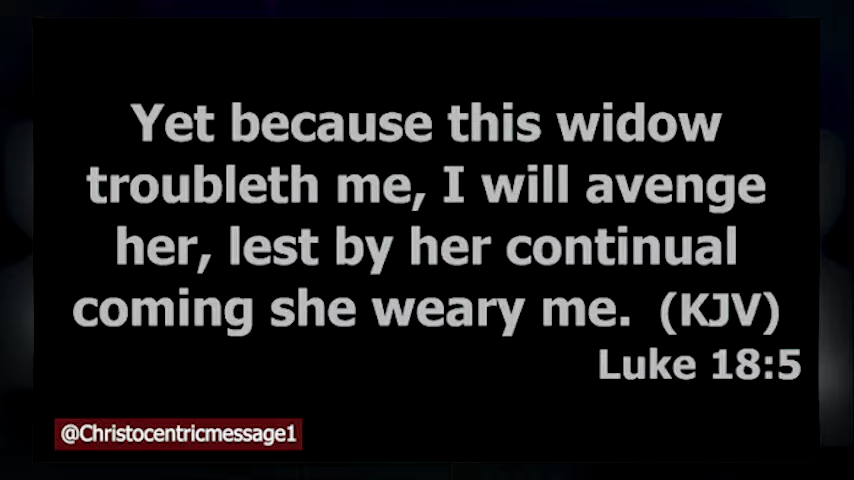 Yet because this widow
troubleth me, I will avenge
her, lest by her continual
coming she weary me. (KJV)
Luke 18:5
@Christocentricmessage1